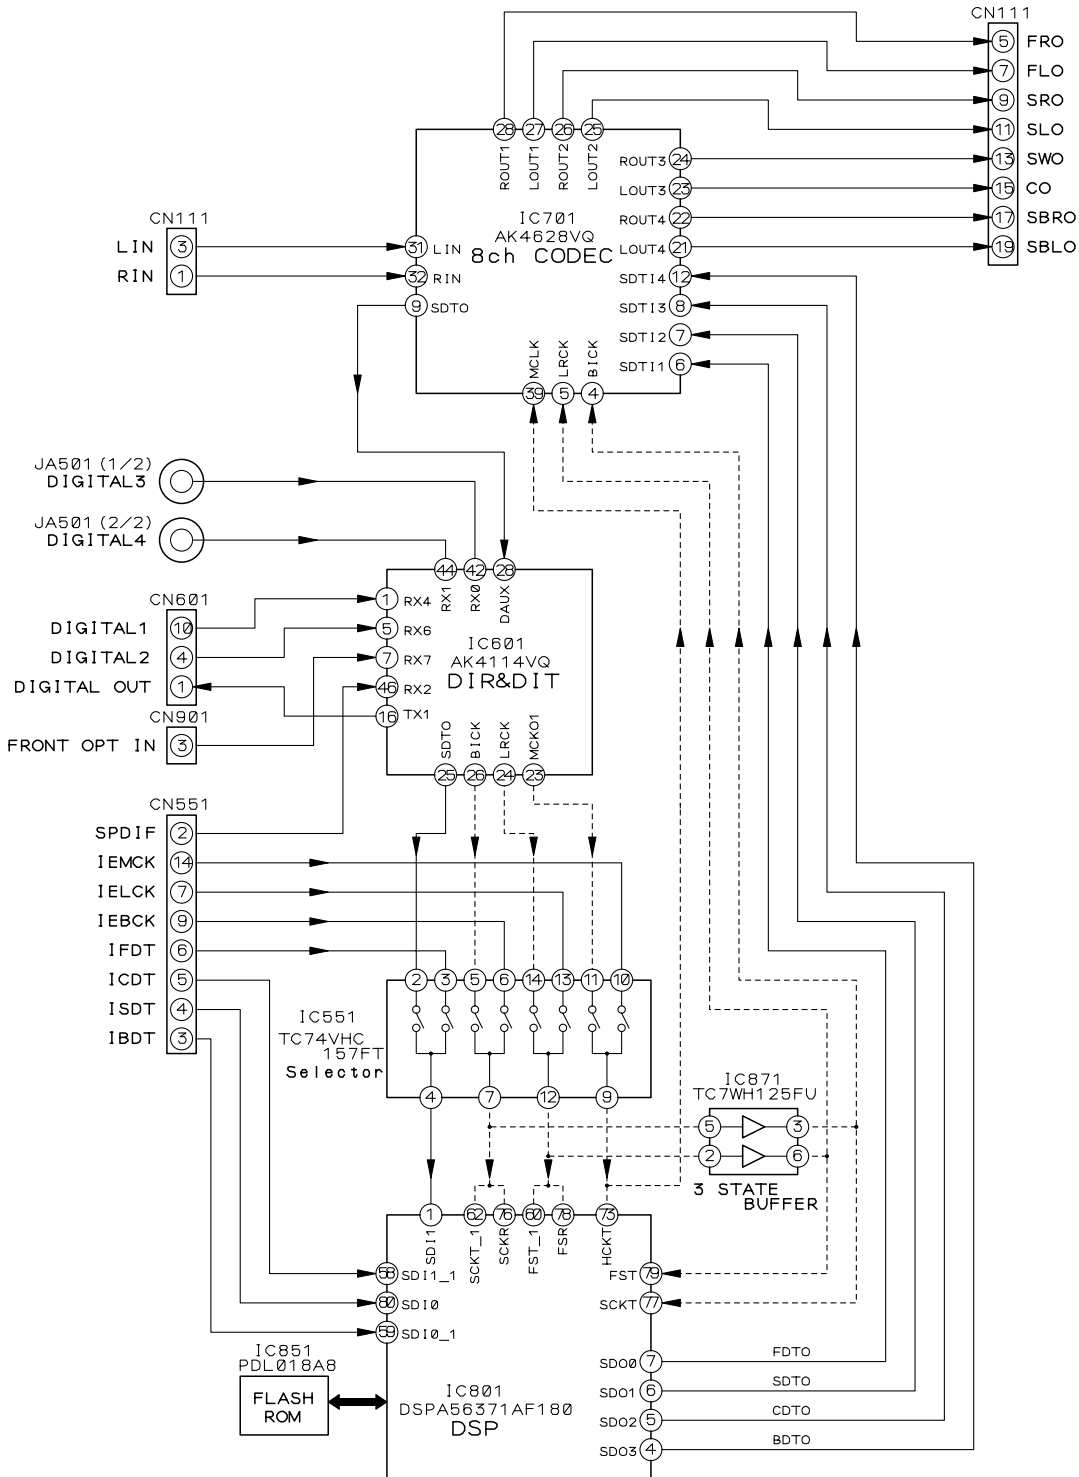 CN111
5 FRO
7 FLO
9 SRO
11 SLO
13 SWO
15 CO
17 SBRO
19 SBLO
28 27 26 25
ROUT1 LOUT1 ROUT2 LOUT2
ROUT3 24
LOUT3 23
ROUT4 22
LOUT4 21
SDTI4 12
SDTI3 8
SDTI2 7
SDTI1 6
IC701
AK4628VQ
8ch CODEC
CN111
LIN 3
RIN 1
31 LIN
32 RIN
9 SDTO
MCLK LRCK BICK
39 5 4
JA501 (1/2)
DIGITAL3
JA501 (2/2)
DIGITAL4
44 42 28
RX1 RX0 DAUX
CN601
DIGITAL1 10
DIGITAL2 4
DIGITAL OUT 1
CN901
FRONT OPT IN 3
1 RX4
5 RX6
7 RX7
46 RX2
16 TX1
IC601
AK4114VQ
DIR&DIT
SDTO BICK LRCK MCKO1
25 26 24 23
CN551
SPDIF 2
IEMCK 14
IELCK 7
IEBCK 9
IFDT 6
ICDT 5
ISDT 4
IBDT 3
2 3 5 6 14 13 11 10
IC551
TC74VHC
157FT
Selector
4 7 12 9
IC871
TC7WH125FU
5 3
2 6
3 STATE
BUFFER
1 62 76 60 78 73
SDI1 SCKT_1 SCKR FST_1 FSR HCKT
58 SDI1_1
80 SDI0
59 SDI0_1
FST 79
SCKT 77
SDO0 7 FDTO
SDO1 6 SDTO
SDO2 5 CDTO
SDO3 4 BDTO
IC851
PDL018A8
FLASH
ROM
IC801
DSPA56371AF180
DSP